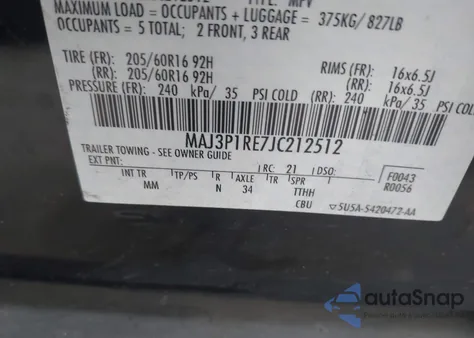 TYPE: MPV
MAXIMUM LOAD = OCCUPANTS + LUGGAGE = 375KG/ 827LB
OCCUPANTS = 5 TOTAL; 2 FRONT, 3 REAR
TIRE (FR): 205/60R16 92H RIMS (FR): 16x6.5J
(RR): 205/60R16 92H (RR): 16x6.5J
PRESSURE (FR): 240 kPa/ 35 PSI COLD (RR): 240 kPa/ 35 PSI COLD
MAJ3P1RE7JC212512
TRAILER TOWING - SEE OWNER GUIDE
EXT PNT: RC: 21 DSO: F0043
INT TR TP/PS R AXLE TR SPR R0056
MM N 34 TTHH
CBU 5U5A-5420472-AA
autoSnap